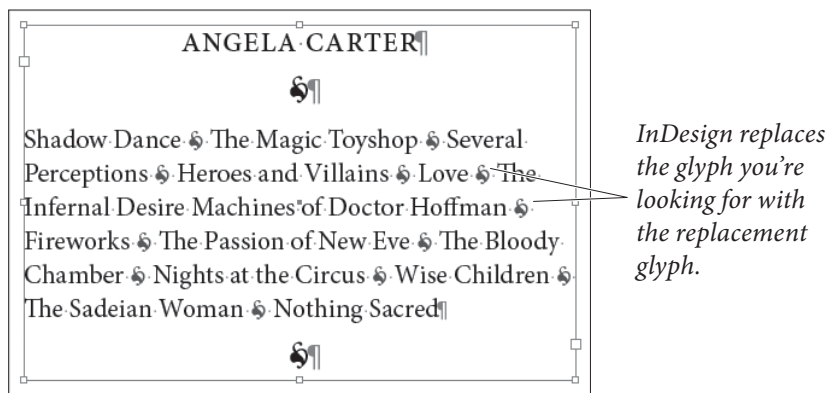 ANGELA CARTER¶
§¶
Shadow Dance § The Magic Toyshop § Several
Perceptions § Heroes and Villains § Love § The
Infernal Desire Machines of Doctor Hoffman §
Fireworks § The Passion of New Eve § The Bloody
Chamber § Nights at the Circus § Wise Children §
The Sadeian Woman § Nothing Sacred¶
§¶
InDesign replaces
the glyph you’re
looking for with
the replacement
glyph.